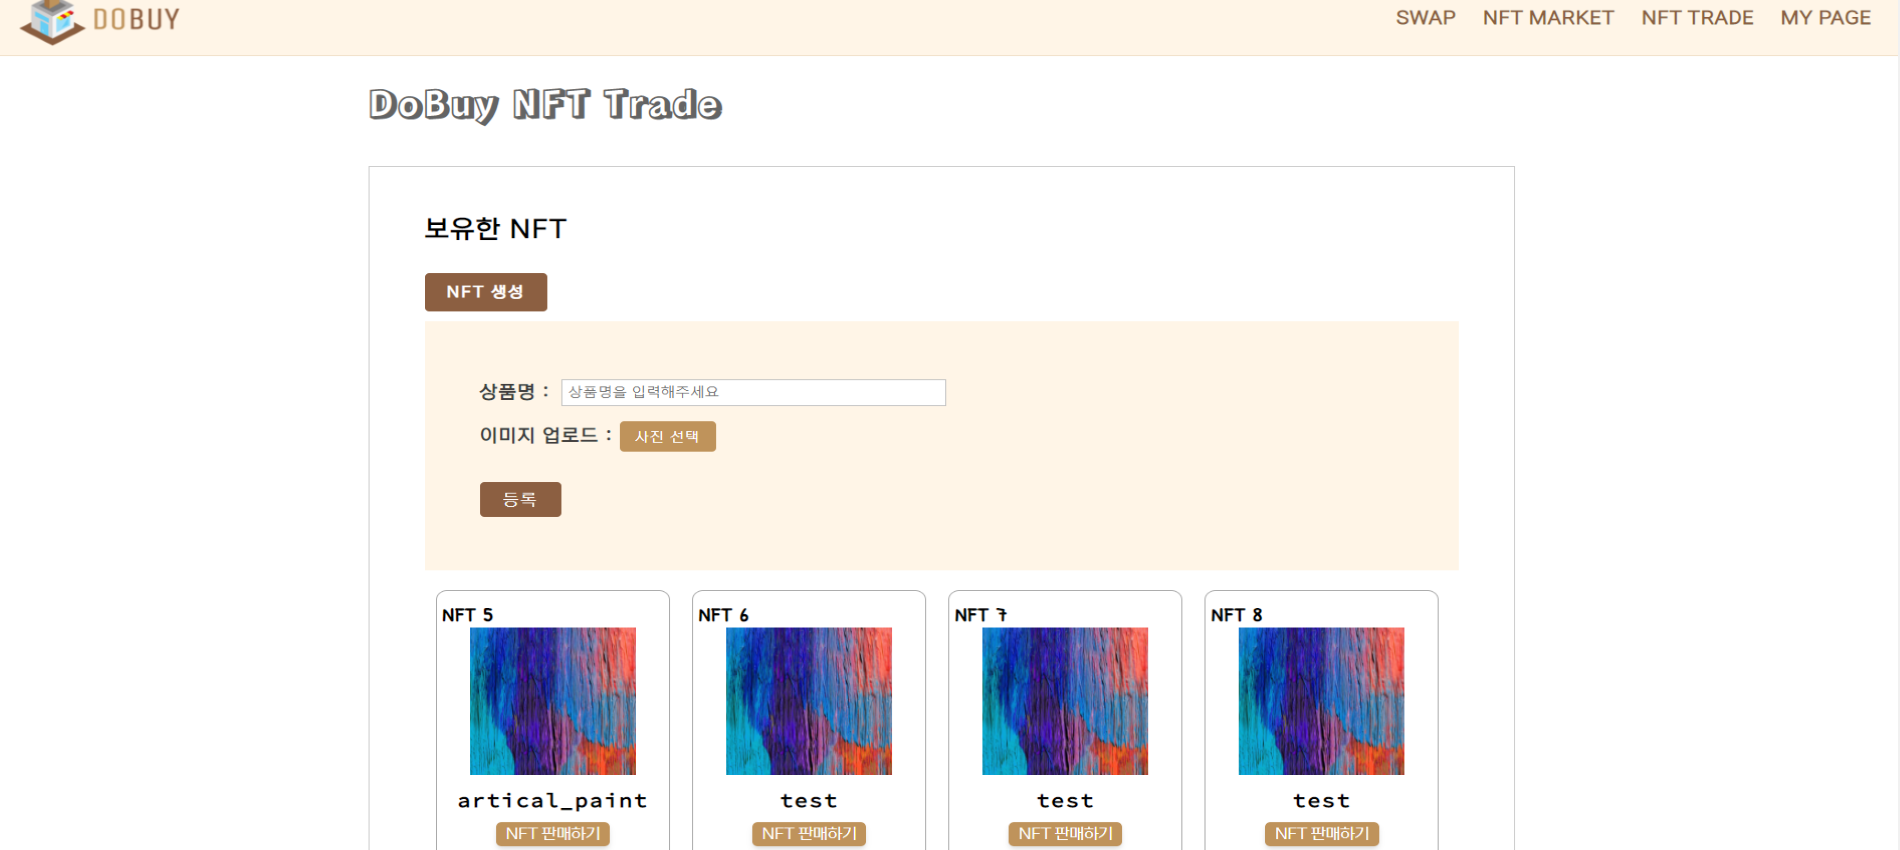 DOBUY
SWAP NFT MARKET NFT TRADE MY PAGE
DoBuy NFT Trade
보유한 NFT
NFT 생성
상품명 : 상품명을 입력해주세요
이미지 업로드 : 사진 선택
등록
NFT 5 NFT 6 NFT 7 NFT 8
artical_paint test test test
NFT 판매하기 NFT 판매하기 NFT 판매하기 NFT 판매하기